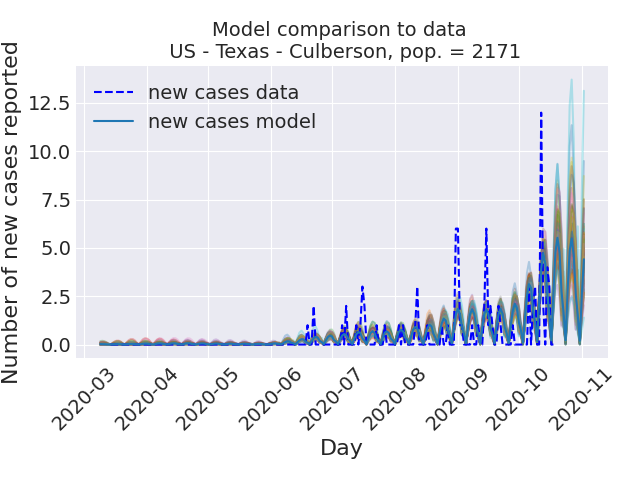 Model comparison to data
US - Texas - Culberson, pop. = 2171
Number of new cases reported
12.5
10.0
7.5
5.0
2.5
0.0
new cases data
new cases model
2020-03
2020-04
2020-05
2020-06
2020-07
2020-08
2020-09
2020-10
2020-11
Day